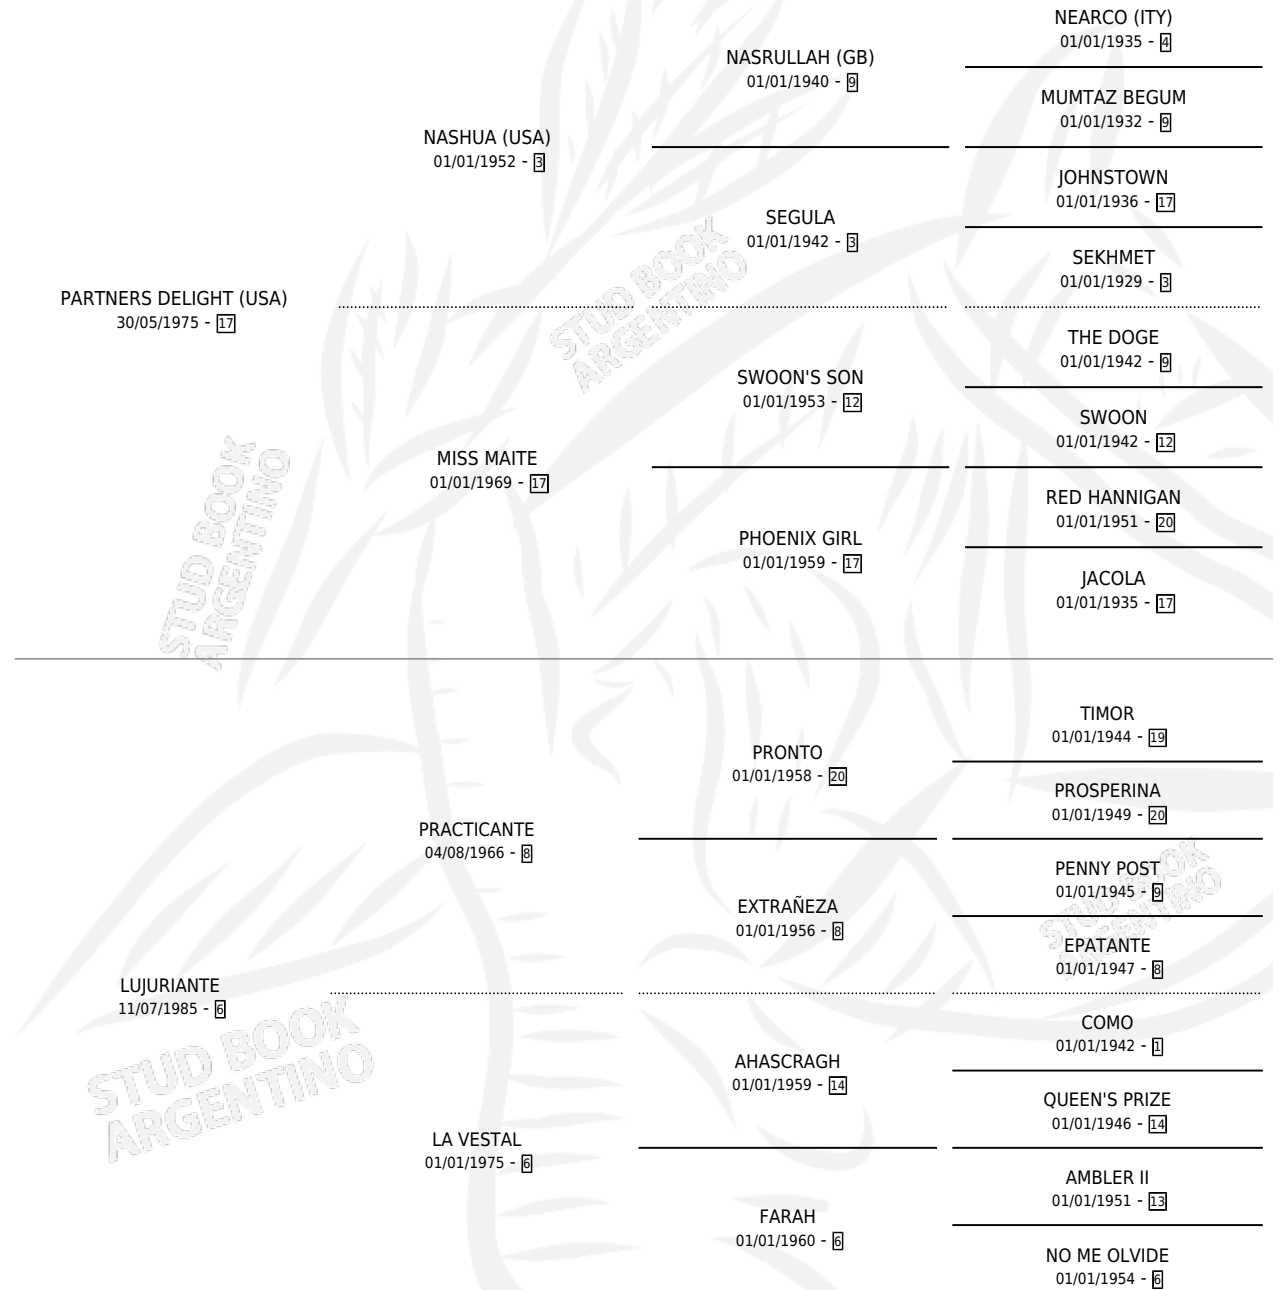 NEARCO (ITY)
01/01/1935 - 4
NASRULLAH (GB)
01/01/1940 - 9
MUMTAZ BEGUM
01/01/1932 - 9
NASHUA (USA)
01/01/1952 - 3
JOHNSTOWN
01/01/1936 - 17
SEGULA
01/01/1942 - 3
SEKHMET
01/01/1929 - 3
PARTNERS DELIGHT (USA)
30/05/1975 - 17
THE DOGE
01/01/1942 - 9
SWOON'S SON
01/01/1953 - 12
SWOON
01/01/1942 - 12
MISS MAITE
01/01/1969 - 17
RED HANNIGAN
01/01/1951 - 20
PHOENIX GIRL
01/01/1959 - 17
JACOLA
01/01/1935 - 17
TIMOR
01/01/1944 - 19
PRONTO
01/01/1958 - 20
PROSPERINA
01/01/1949 - 20
PRACTICANTE
04/08/1966 - 8
PENNY POST
01/01/1945 - 9
EXTRAÑEZA
01/01/1956 - 8
EPATANTE
01/01/1947 - 8
LUJURIANTE
11/07/1985 - 6
COMO
01/01/1942 - 1
AHASCRAGH
01/01/1959 - 14
QUEEN'S PRIZE
01/01/1946 - 14
LA VESTAL
01/01/1975 - 6
AMBLER II
01/01/1951 - 13
FARAH
01/01/1960 - 6
NO ME OLVIDE
01/01/1954 - 6
STUD BOOK
ARGENTINO
STUD BOOK
ARGENTINO
STUD BOOK
ARGENTINO
STUD BOOK
ARGENTINO